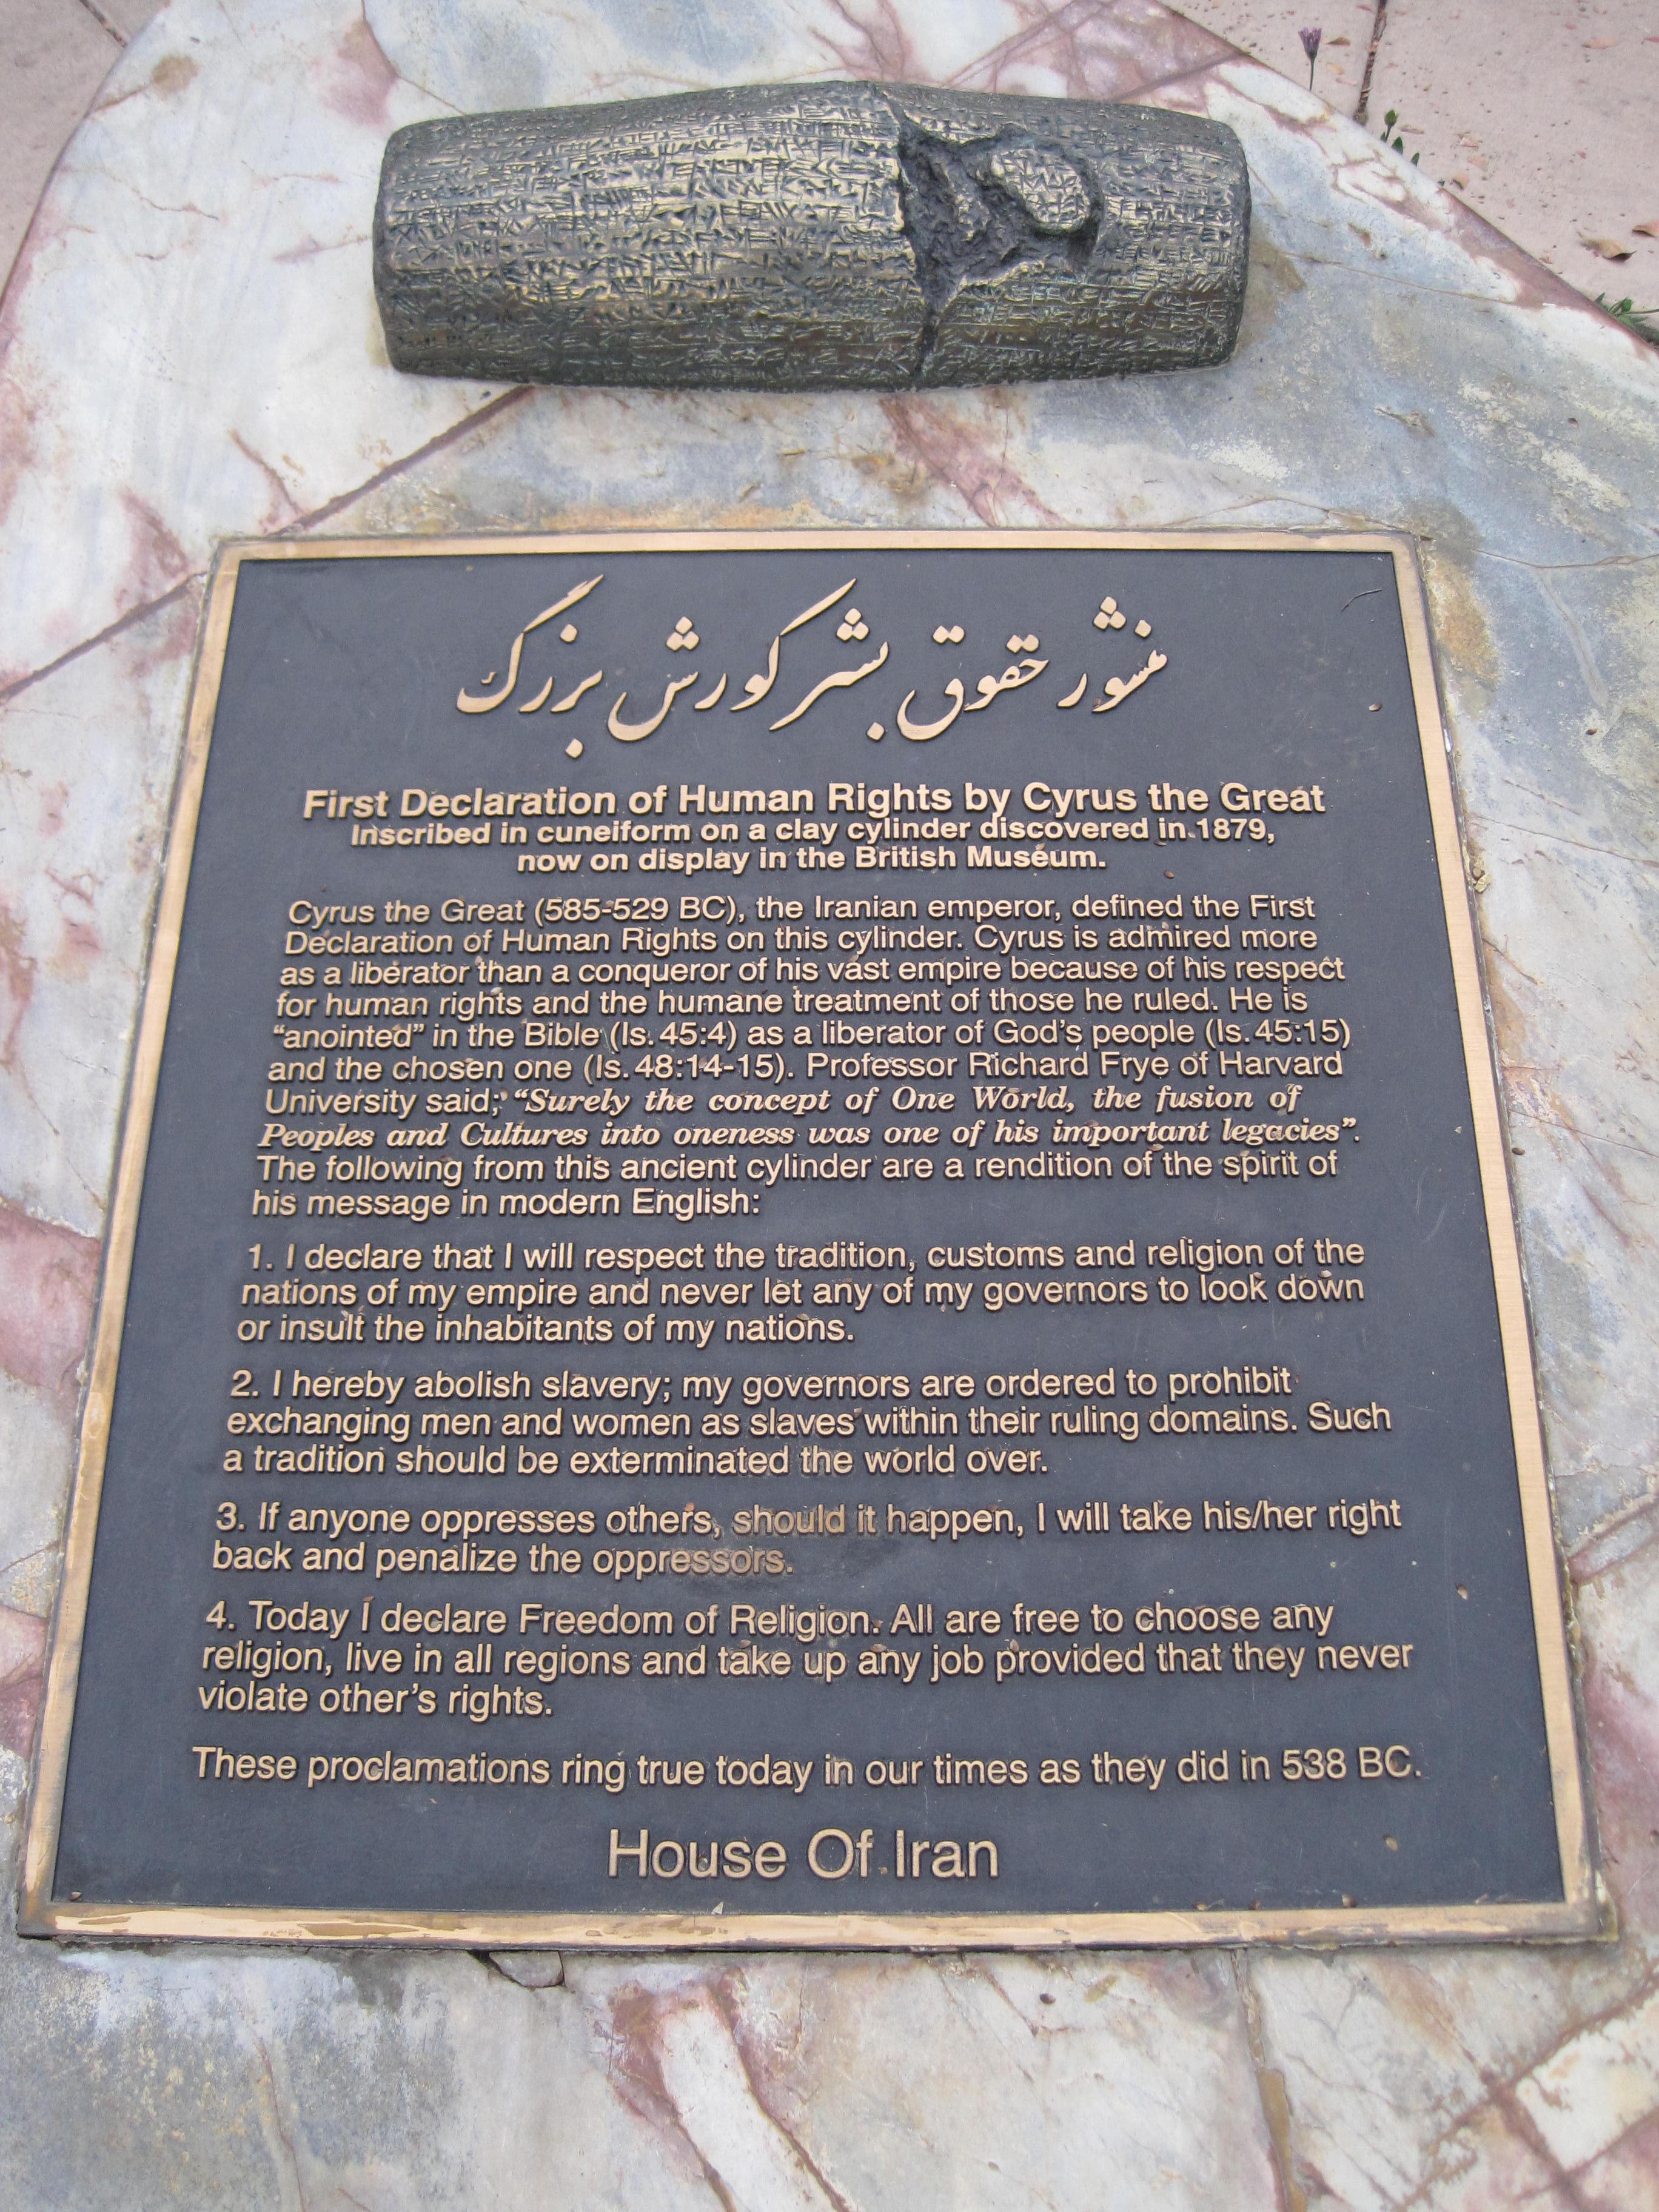 منشور حقوق بشر کورش بزرگ
First Declaration of Human Rights by Cyrus the Great
Inscribed in cuneiform on a clay cylinder discovered in 1879,
now on display in the British Museum.
Cyrus the Great (585-529 BC), the Iranian emperor, defined the First
Declaration of Human Rights on this cylinder. Cyrus is admired more
as a liberator than a conqueror of his vast empire because of his respect
for human rights and the humane treatment of those he ruled. He is
“anointed” in the Bible (Is. 45:4) as a liberator of God’s people (Is. 45:15)
and the chosen one (Is. 48:14-15). Professor Richard Frye of Harvard
University said; “Surely the concept of One World, the fusion of
Peoples and Cultures into oneness was one of his important legacies”.
The following from this ancient cylinder are a rendition of the spirit of
his message in modern English:
1. I declare that I will respect the tradition, customs and religion of the
nations of my empire and never let any of my governors to look down
or insult the inhabitants of my nations.
2. I hereby abolish slavery; my governors are ordered to prohibit
exchanging men and women as slaves within their ruling domains. Such
a tradition should be exterminated the world over.
3. If anyone oppresses others, should it happen, I will take his/her right
back and penalize the oppressors.
4. Today I declare Freedom of Religion. All are free to choose any
religion, live in all regions and take up any job provided that they never
violate other’s rights.
These proclamations ring true today in our times as they did in 538 BC.
House Of Iran